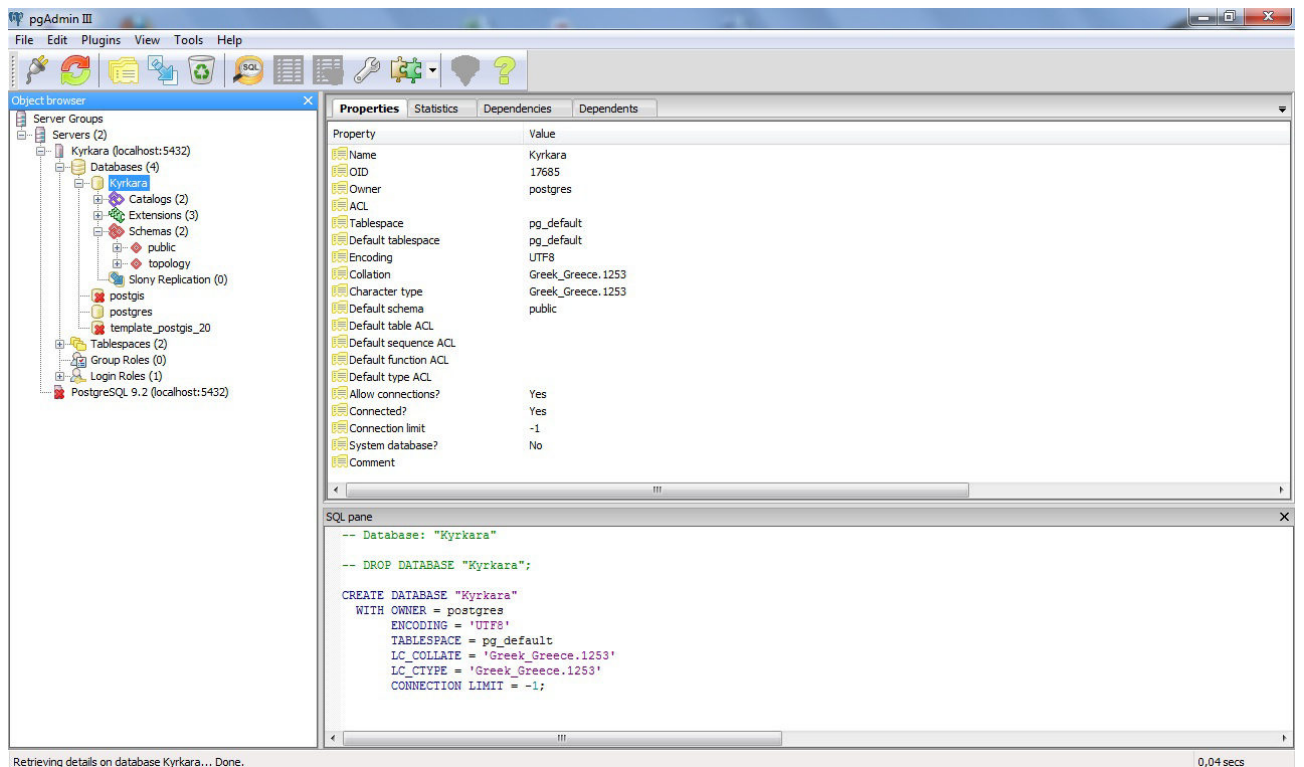 pgAdmin III
File Edit Plugins View Tools Help
SQL
Object browser
Server Groups
Servers (2)
Kyrkara (localhost:5432)
Databases (4)
Kyrkara
Catalogs (2)
Extensions (3)
Schemas (2)
public
topology
Slony Replication (0)
postgis
postgres
template_postgis_20
Tablespaces (2)
Group Roles (0)
Login Roles (1)
PostgreSQL 9.2 (localhost:5432)
Properties Statistics Dependencies Dependents
Property Value
Name Kyrkara
OID 17685
Owner postgres
ACL
Tablespace pg_default
Default tablespace pg_default
Encoding UTF8
Collation Greek_Greece.1253
Character type Greek_Greece.1253
Default schema public
Default table ACL
Default sequence ACL
Default function ACL
Default type ACL
Allow connections? Yes
Connected? Yes
Connection limit -1
System database? No
Comment
SQL pane
-- Database: "Kyrkara"
-- DROP DATABASE "Kyrkara";
CREATE DATABASE "Kyrkara"
WITH OWNER = postgres
ENCODING = 'UTF8'
TABLESPACE = pg_default
LC_COLLATE = 'Greek_Greece.1253'
LC_CTYPE = 'Greek_Greece.1253'
CONNECTION LIMIT = -1;
Retrieving details on database Kyrkara... Done. 0,04 secs